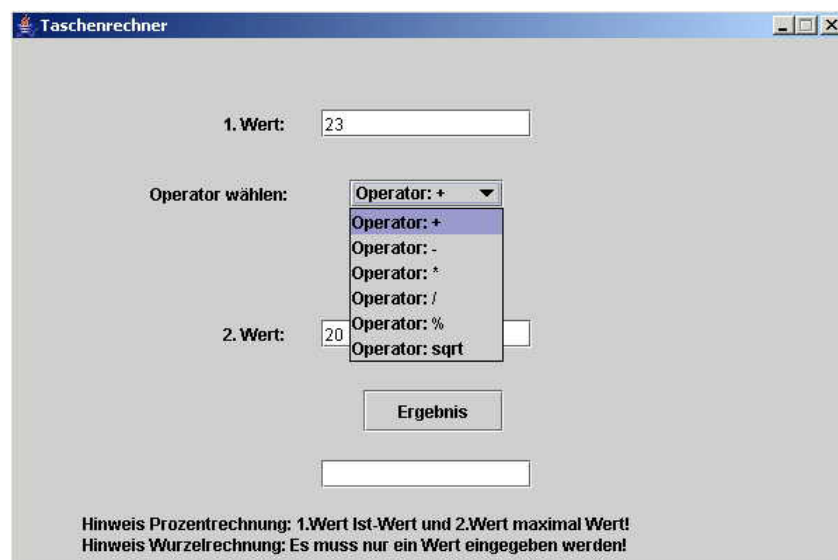 Taschenrechner
1. Wert: 23
Operator wählen: Operator: +
Operator: +
Operator: -
Operator: *
Operator: /
Operator: %
Operator: sqrt
2. Wert: 20
Ergebnis
Hinweis Prozentrechnung: 1.Wert Ist-Wert und 2.Wert maximal Wert!
Hinweis Wurzelrechnung: Es muss nur ein Wert eingegeben werden!